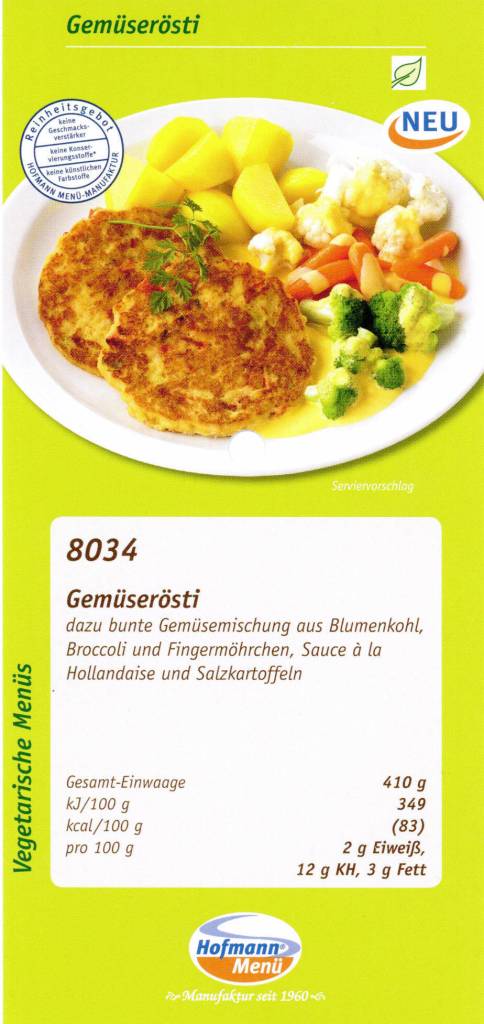 Gemüserösti
NEU
Reinheitsgebot
keine
Geschmacks-
verstärker
keine Konser-
vierungsstoffe*
keine künstlichen
Farbstoffe
HOFMANN MENÜ-MANUFAKTUR
Serviervorschlag
8034
Gemüserösti
dazu bunte Gemüsemischung aus Blumenkohl,
Broccoli und Fingermöhrchen, Sauce à la
Hollandaise und Salzkartoffeln
Vegetarische Menüs
Gesamt-Einwaage 410 g
kJ/100 g 349
kcal/100 g (83)
pro 100 g 2 g Eiweiß,
12 g KH, 3 g Fett
Hofmann®
Menü
Manufaktur seit 1960